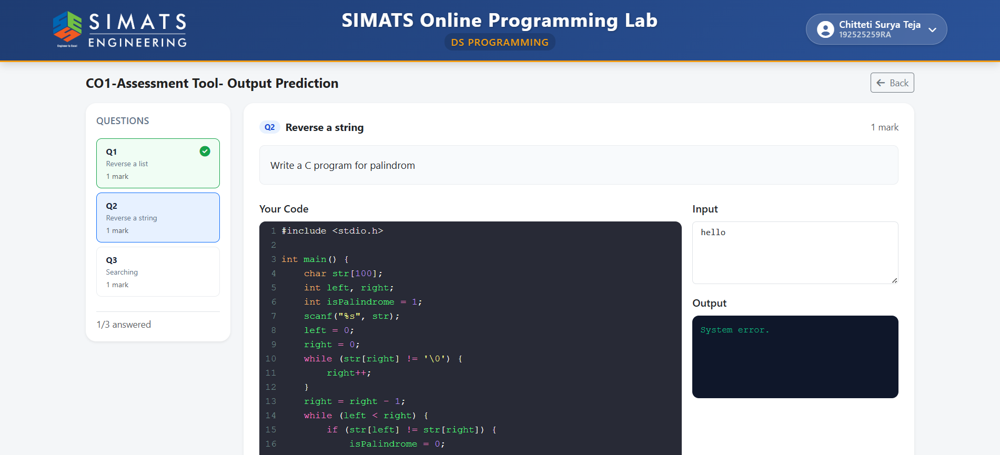 SIMATS
ENGINEERING
Engineer to Excel
SIMATS Online Programming Lab
DS PROGRAMMING
Chitteti Surya Teja
192525259RA
CO1-Assessment Tool- Output Prediction
Back
QUESTIONS
Q1
Reverse a list
1 mark
Q2
Reverse a string
1 mark
Q3
Searching
1 mark
1/3 answered
Q2 Reverse a string
1 mark
Write a C program for palindrom
Your Code
1 #include <stdio.h>
2
3 int main() {
4     char str[100];
5     int left, right;
6     int isPalindrome = 1;
7     scanf("%s", str);
8     left = 0;
9     right = 0;
10     while (str[right] != '\0') {
11         right++;
12     }
13     right = right - 1;
14     while (left < right) {
15         if (str[left] != str[right]) {
16             isPalindrome = 0;
Input
hello
Output
System error.